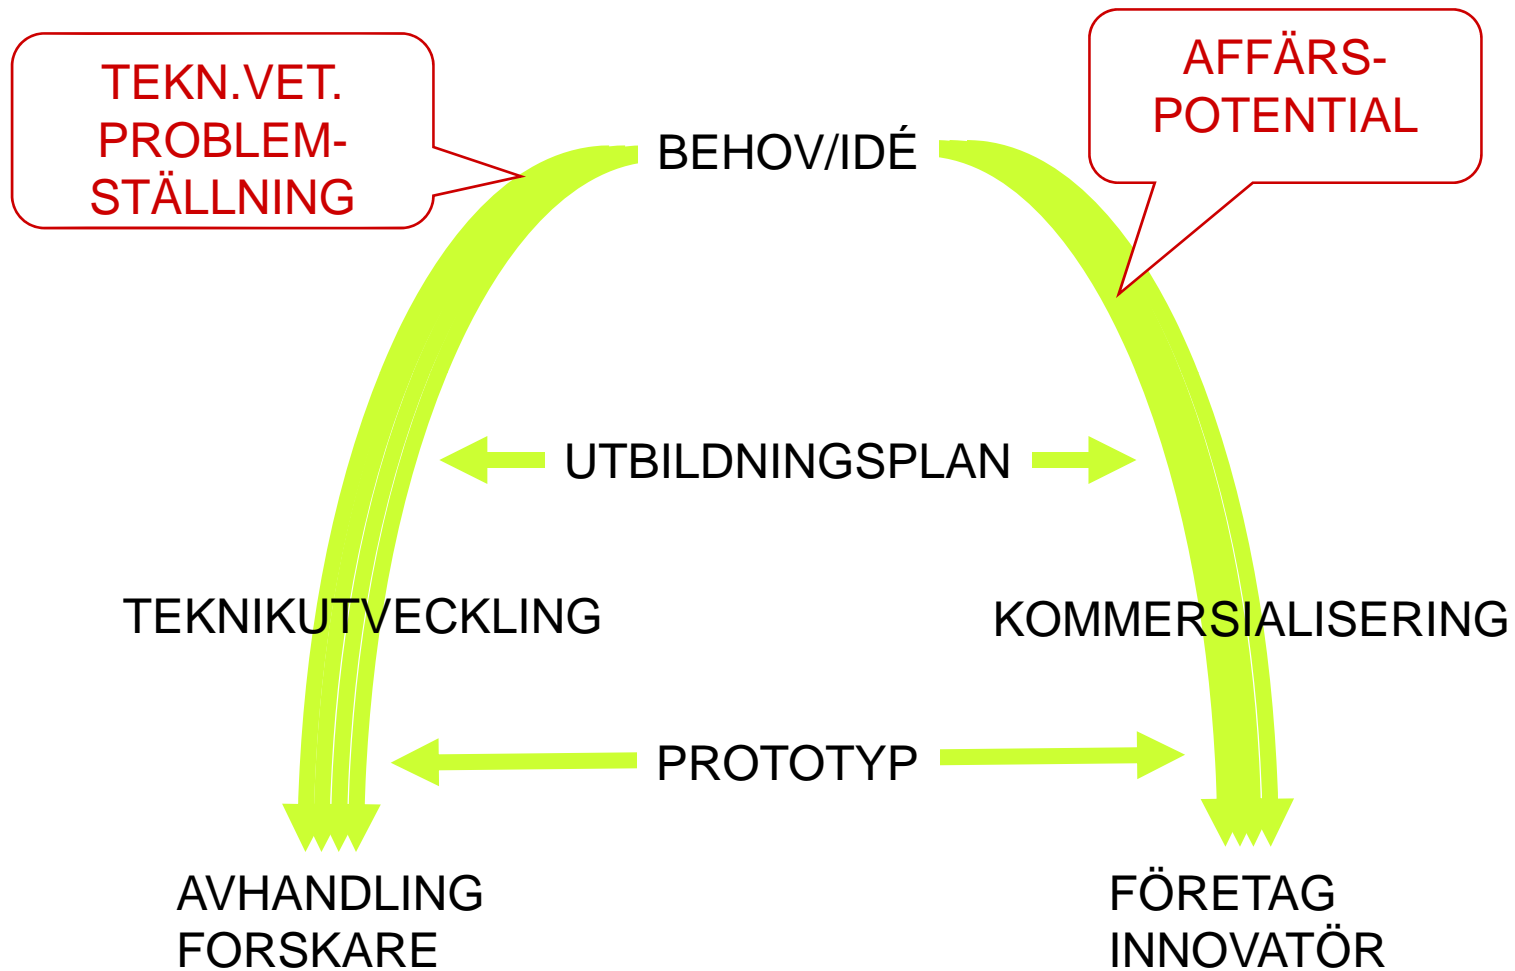 TEKN.VET.
PROBLEM-
STÄLLNING
AFFÄRS-
POTENTIAL
BEHOV/IDÉ
UTBILDNINGSPLAN
TEKNIKUTVECKLING
KOMMERSIALISERING
PROTOTYP
AVHANDLING
FORSKARE
FÖRETAG
INNOVATÖR